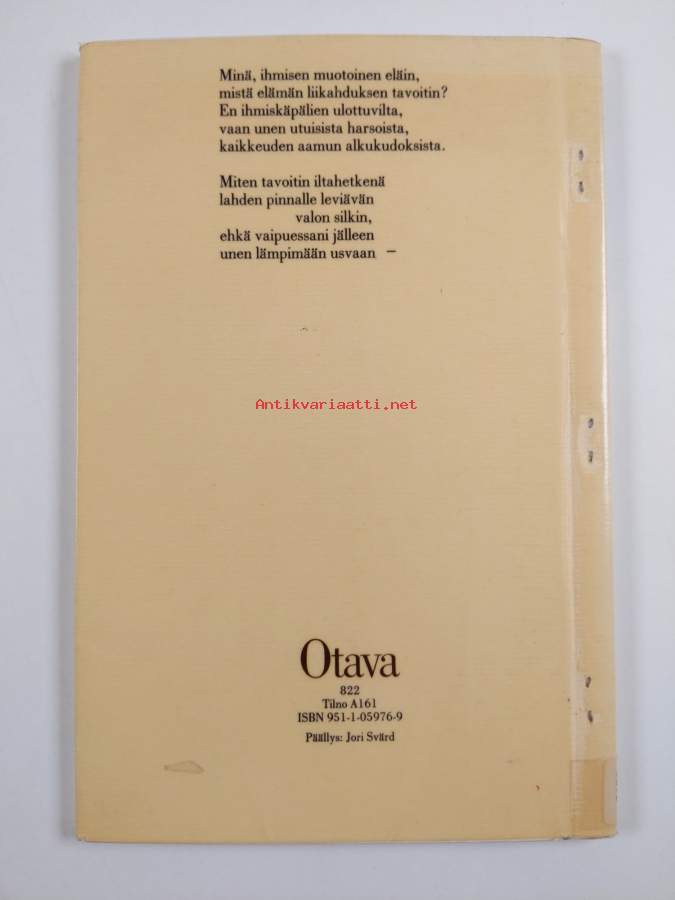 Minä, ihmisen muotoinen eläin,
mistä elämän liikahduksen tavoitin?
En ihmiskäpälien ulottuvilta,
vaan unen utuisista harsoista,
kaikkeuden aamun alkukudoksista.
Miten tavoitin iltahetkenä
lahden pinnalle leviävän
valon silkin,
ehkä vaipuessani jälleen
unen lämpimään usvaan –
Antikvariaatti.net
Otava
822
Tilno A161
ISBN 951-1-05976-9
Päällys: Jori Svärd